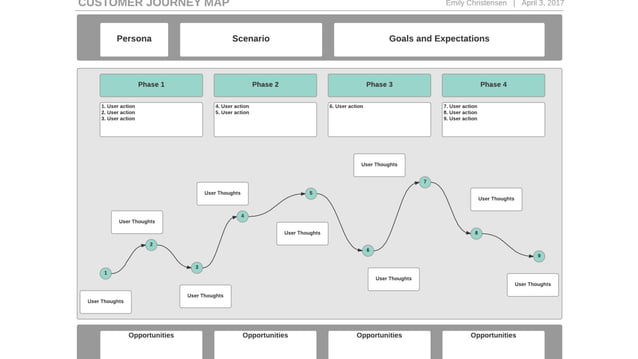 CUSTOMER JOURNEY MAP
Emily Christensen | April 3, 2017
Persona
Scenario
Goals and Expectations
Phase 1
Phase 2
Phase 3
Phase 4
1. User action
2. User action
3. User action
4. User action
5. User action
6. User action
7. User action
8. User action
9. User action
User Thoughts
User Thoughts
User Thoughts
User Thoughts
User Thoughts
User Thoughts
User Thoughts
User Thoughts
User Thoughts
1
2
3
4
5
6
7
8
9
Opportunities
Opportunities
Opportunities
Opportunities